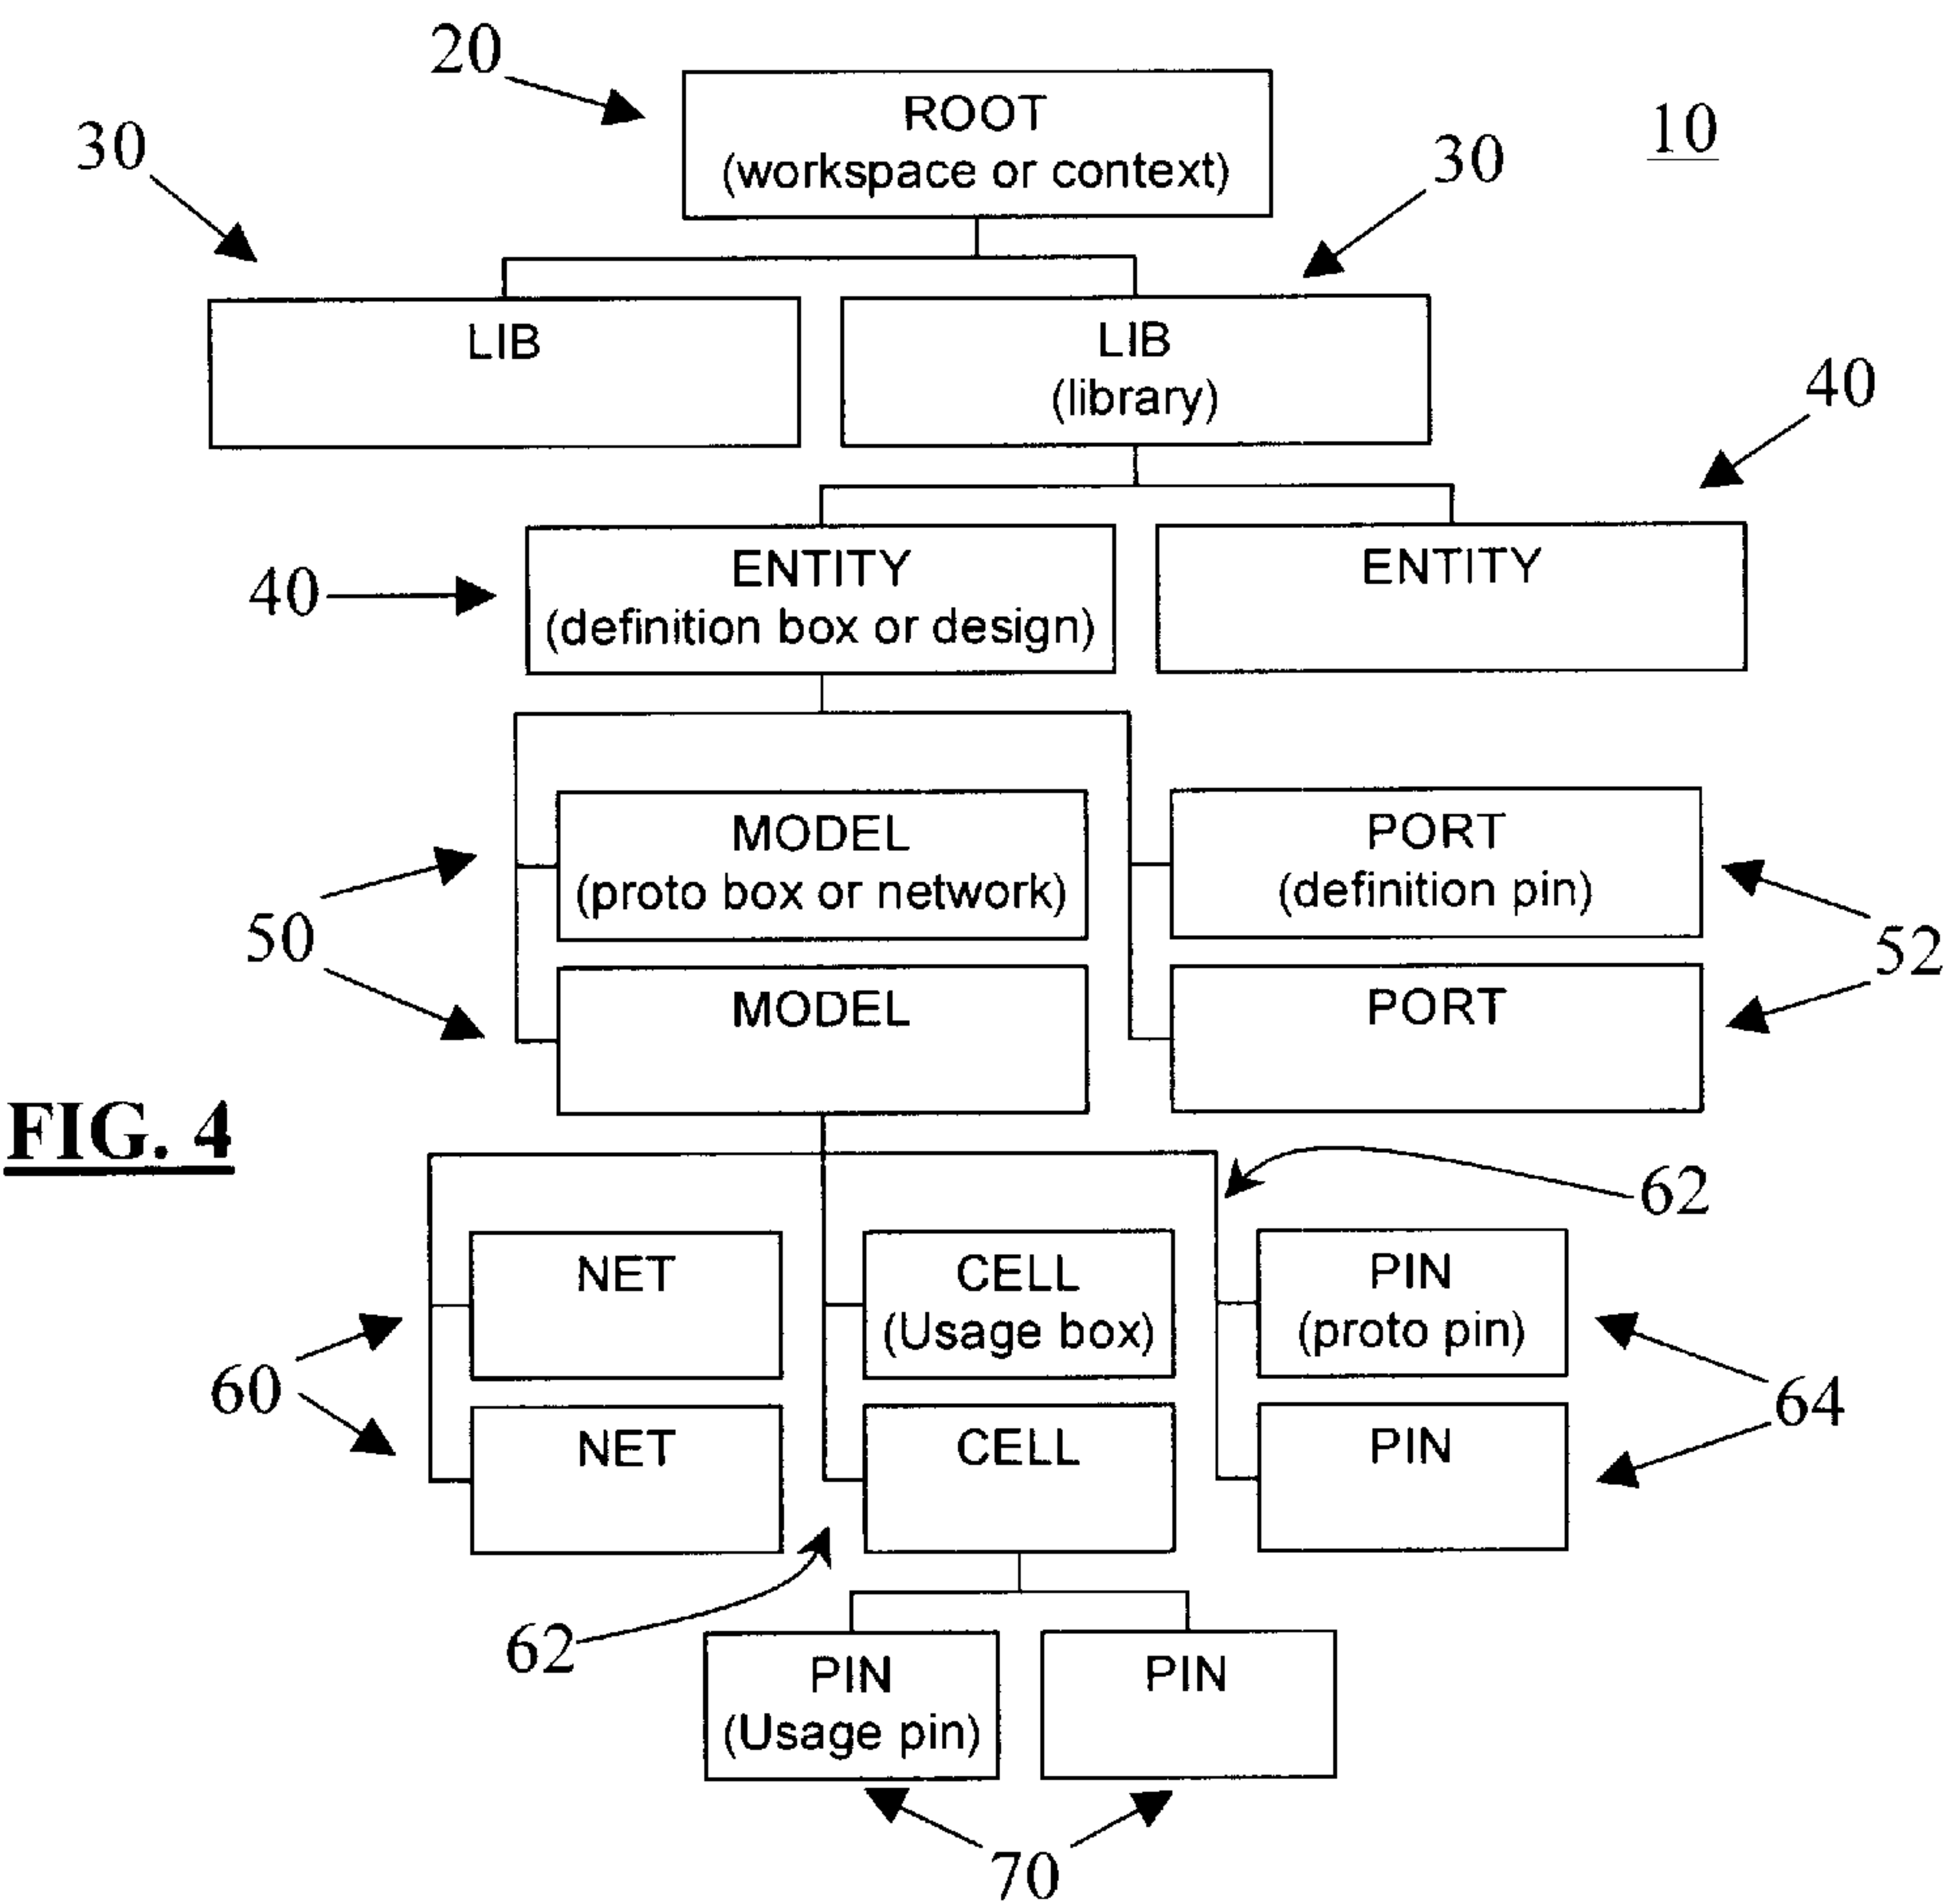 20
ROOT
(workspace or context)
10
30
30
LIB
LIB
(library)
40
40
ENTITY
(definition box or design)
ENTITY
MODEL
(proto box or network)
PORT
(definition pin)
50
52
MODEL
PORT
FIG. 4
62
NET
CELL
(Usage box)
PIN
(proto pin)
60
64
NET
CELL
PIN
62
PIN
(Usage pin)
PIN
70